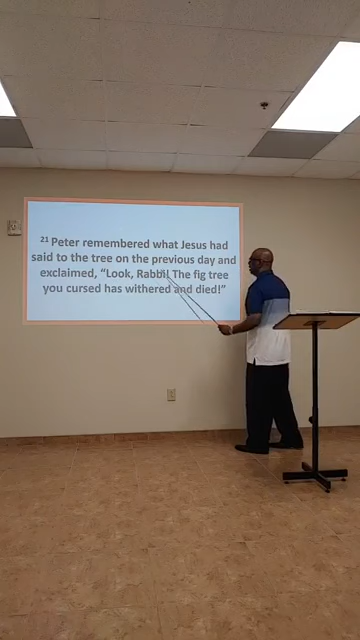 21 Peter remembered what Jesus had
said to the tree on the previous day and
exclaimed, “Look, Rabbi! The fig tree
you cursed has withered and died!”